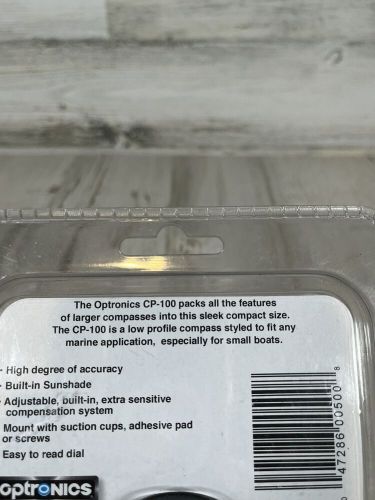 The Optronics CP-100 packs all the features
of larger compasses into this sleek compact size.
The CP-100 is a low profile compass styled to fit any
marine application, especially for small boats.
· High degree of accuracy
· Built-in Sunshade
· Adjustable, built-in, extra sensitive
compensation system
Mount with suction cups, adhesive pad
or screws
Easy to read dial
optronics
47286 00500 8